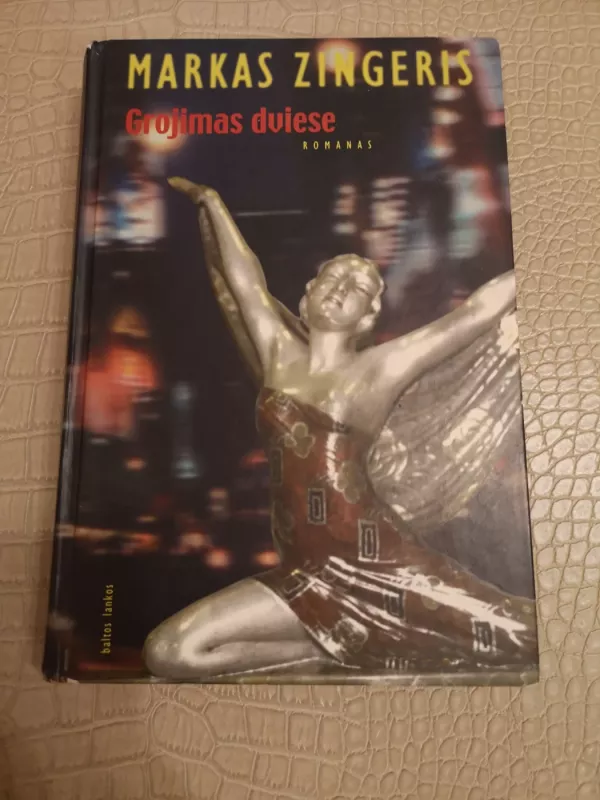 MARKAS ZINGERIS
Grojimas dviese
ROMANAS
baltos lankos